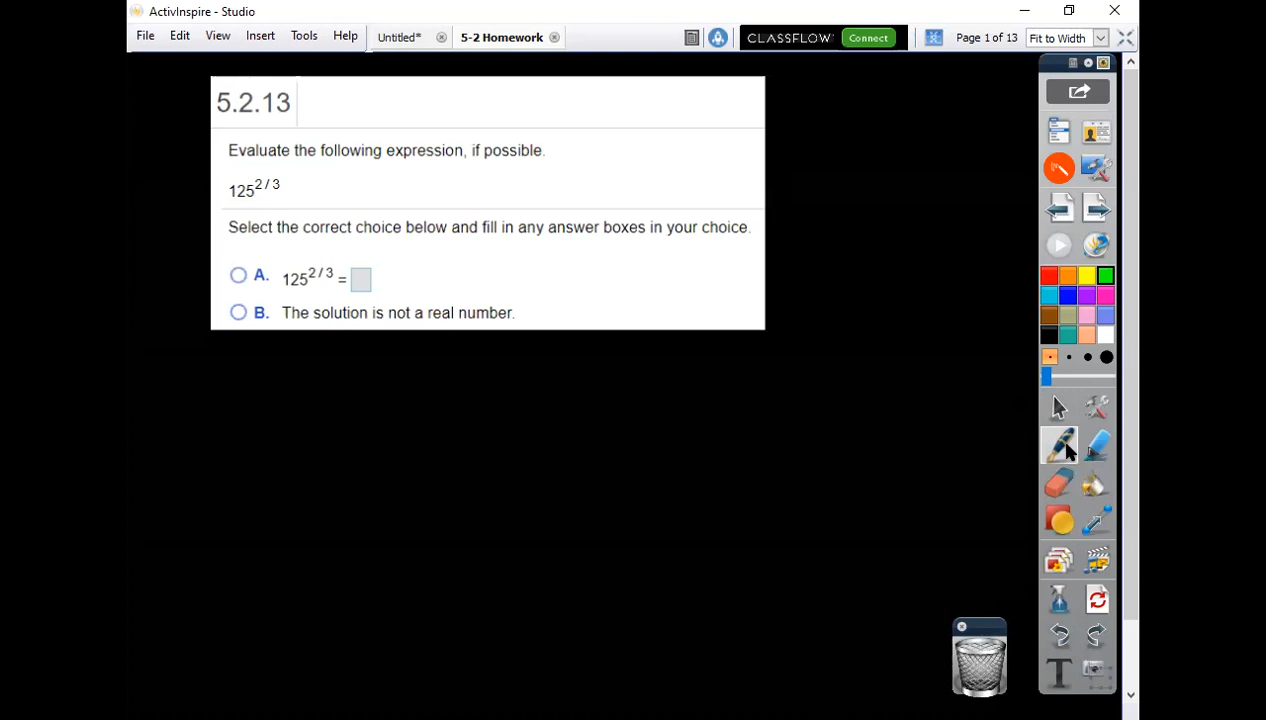 ActivInspire - Studio
File Edit View Insert Tools Help
Untitled* 5-2 Homework
CLASSFLOW Connect
Page 1 of 13 Fit to Width
5.2.13
Evaluate the following expression, if possible.
125^2/3
Select the correct choice below and fill in any answer boxes in your choice.
A. 125^2/3 =
B. The solution is not a real number.
T